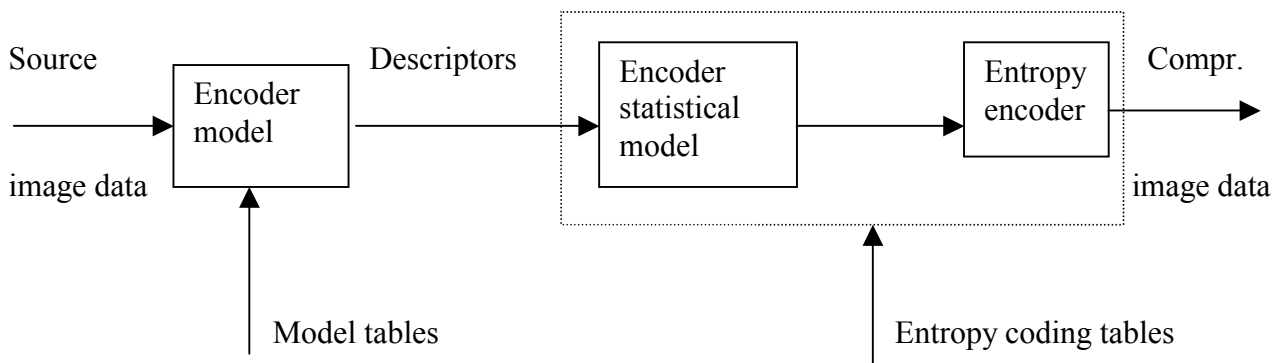 Source
image data
Encoder
model
Descriptors
Encoder
statistical
model
Entropy
encoder
Compr.
image data
Model tables
Entropy coding tables